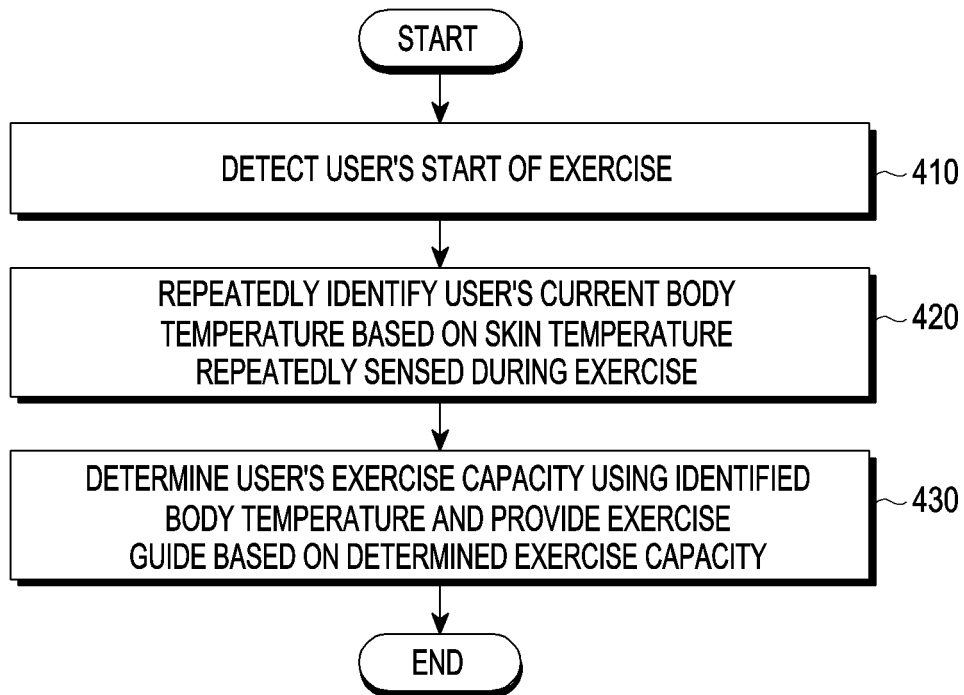 START
DETECT USER'S START OF EXERCISE
410
REPEATEDLY IDENTIFY USER'S CURRENT BODY
TEMPERATURE BASED ON SKIN TEMPERATURE
REPEATEDLY SENSED DURING EXERCISE
420
DETERMINE USER'S EXERCISE CAPACITY USING IDENTIFIED
BODY TEMPERATURE AND PROVIDE EXERCISE
GUIDE BASED ON DETERMINED EXERCISE CAPACITY
430
END